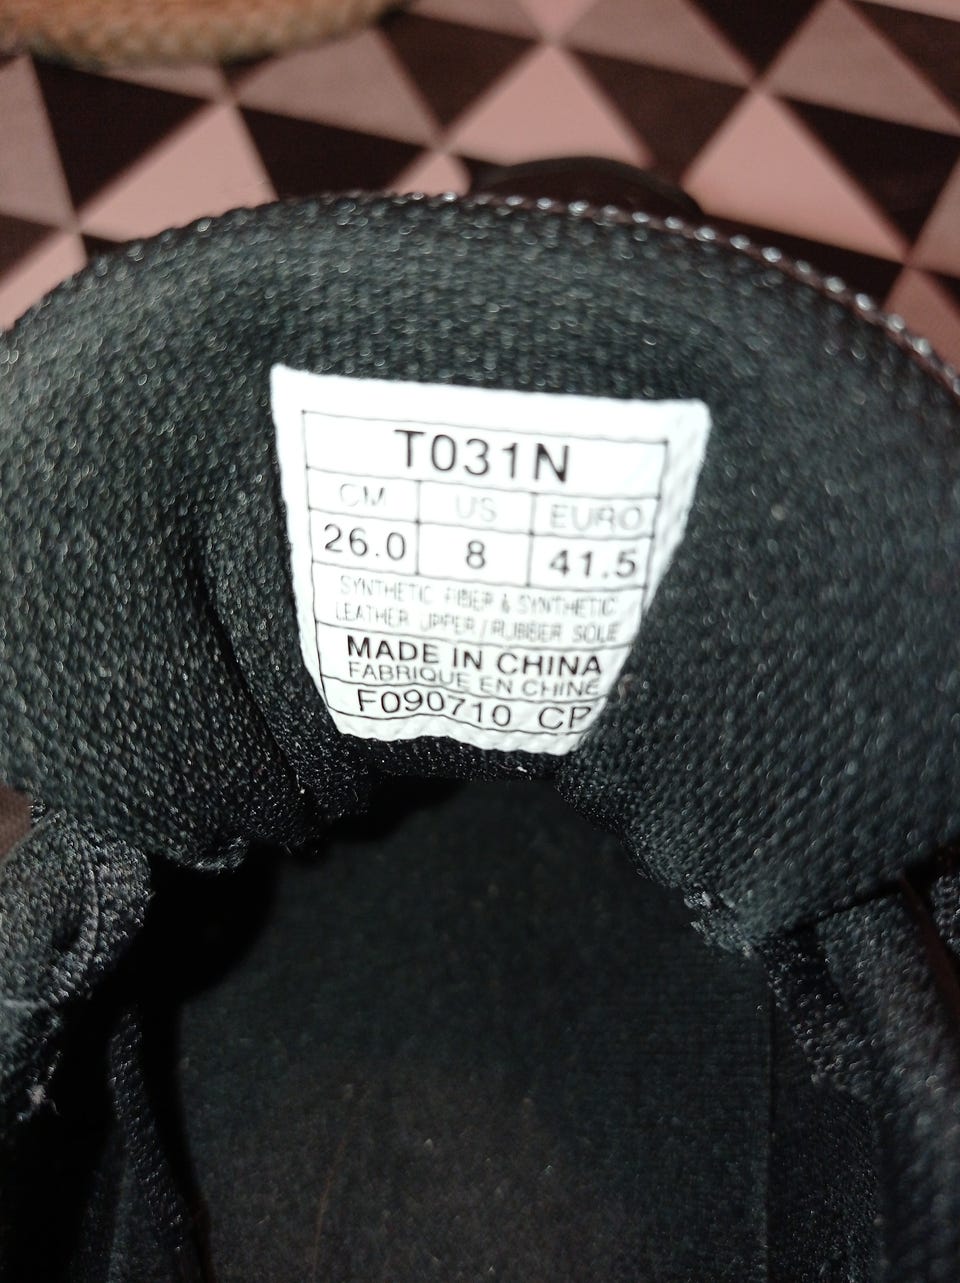 T031N
CM US EURO
26.0 8 41.5
SYNTHETIC FIBER & SYNTHETIC
LEATHER UPPER / RUBBER SOLE
MADE IN CHINA
FABRIQUE EN CHINE
F090710 CP